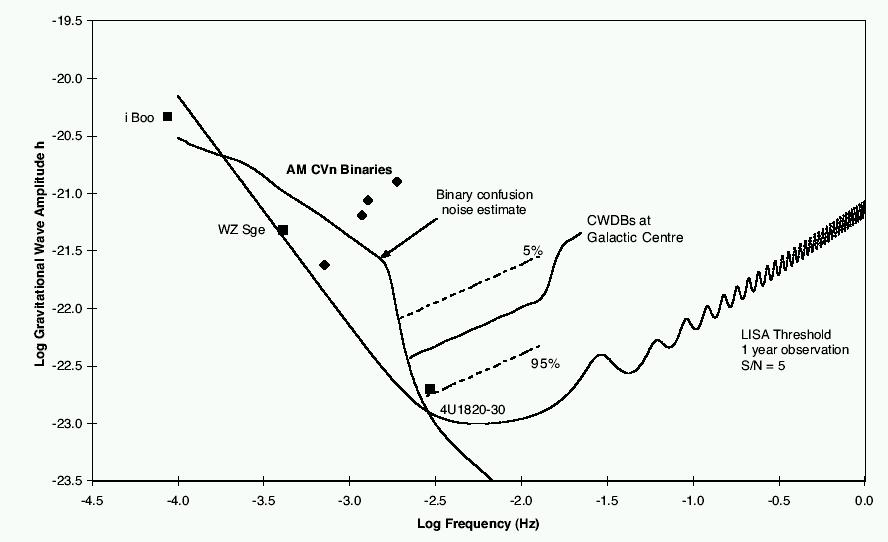 -19.5
-20.0
-20.5
-21.0
-21.5
-22.0
-22.5
-23.0
-23.5
Log Gravitational Wave Amplitude h
i Boo
AM CVn Binaries
WZ Sge
Binary confusion
noise estimate
CWDBs at
Galactic Centre
5%
95%
4U1820-30
LISA Threshold
1 year observation
S/N = 5
-4.5 -4.0 -3.5 -3.0 -2.5 -2.0 -1.5 -1.0 -0.5 0.0
Log Frequency (Hz)